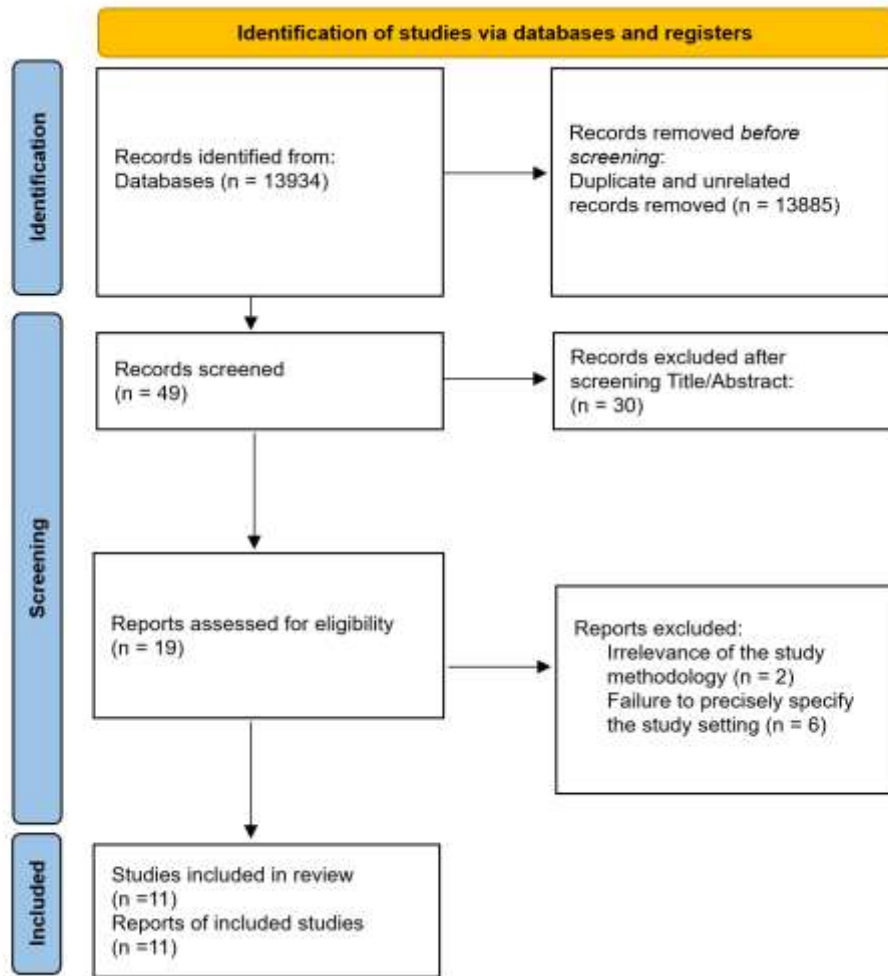 Identification of studies via databases and registers
Identification
Records identified from:
Databases (n = 13934)
Records removed before
screening:
Duplicate and unrelated
records removed (n = 13885)
Screening
Records screened
(n = 49)
Records excluded after
screening Title/Abstract:
(n = 30)
Reports assessed for eligibility
(n = 19)
Reports excluded:
Irrelevance of the study
methodology (n = 2)
Failure to precisely specify
the study setting (n = 6)
Included
Studies included in review
(n =11)
Reports of included studies
(n =11)